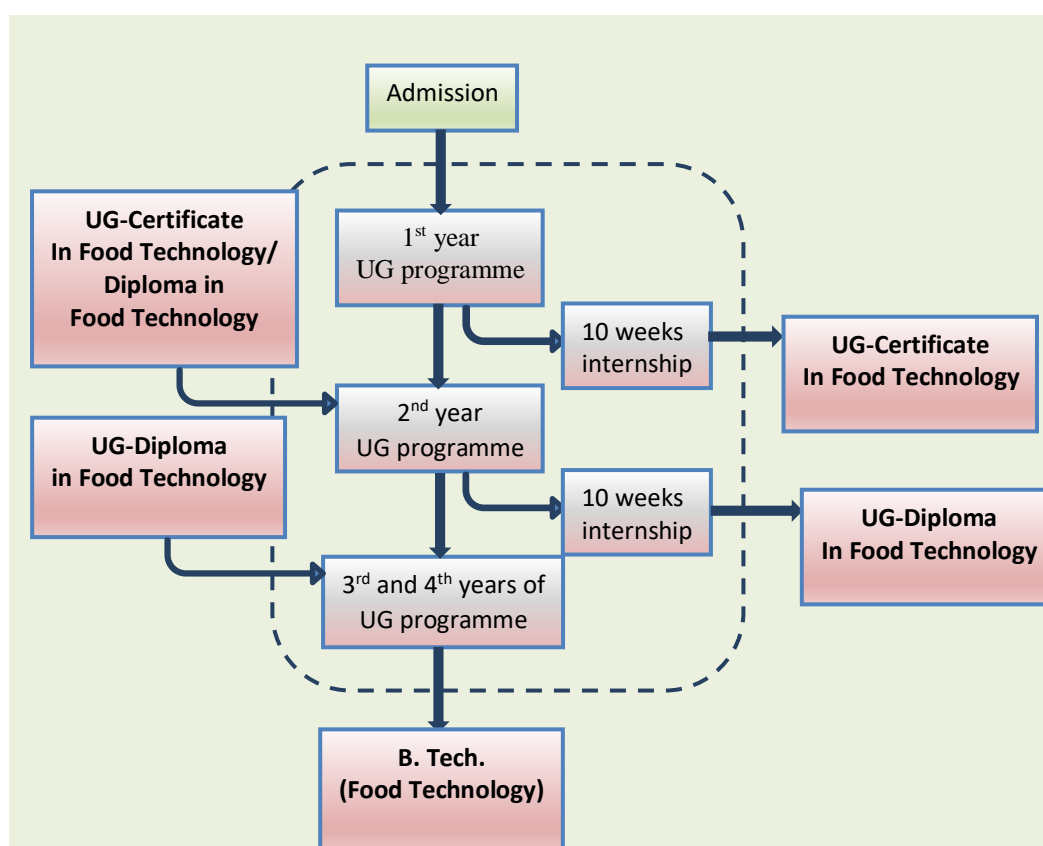 Admission
UG-Certificate
In Food Technology/
Diploma in
Food Technology
1st year
UG programme
10 weeks
internship
UG-Certificate
In Food Technology
2nd year
UG programme
UG-Diploma
in Food Technology
10 weeks
internship
UG-Diploma
In Food Technology
3rd and 4th years of
UG programme
B. Tech.
(Food Technology)